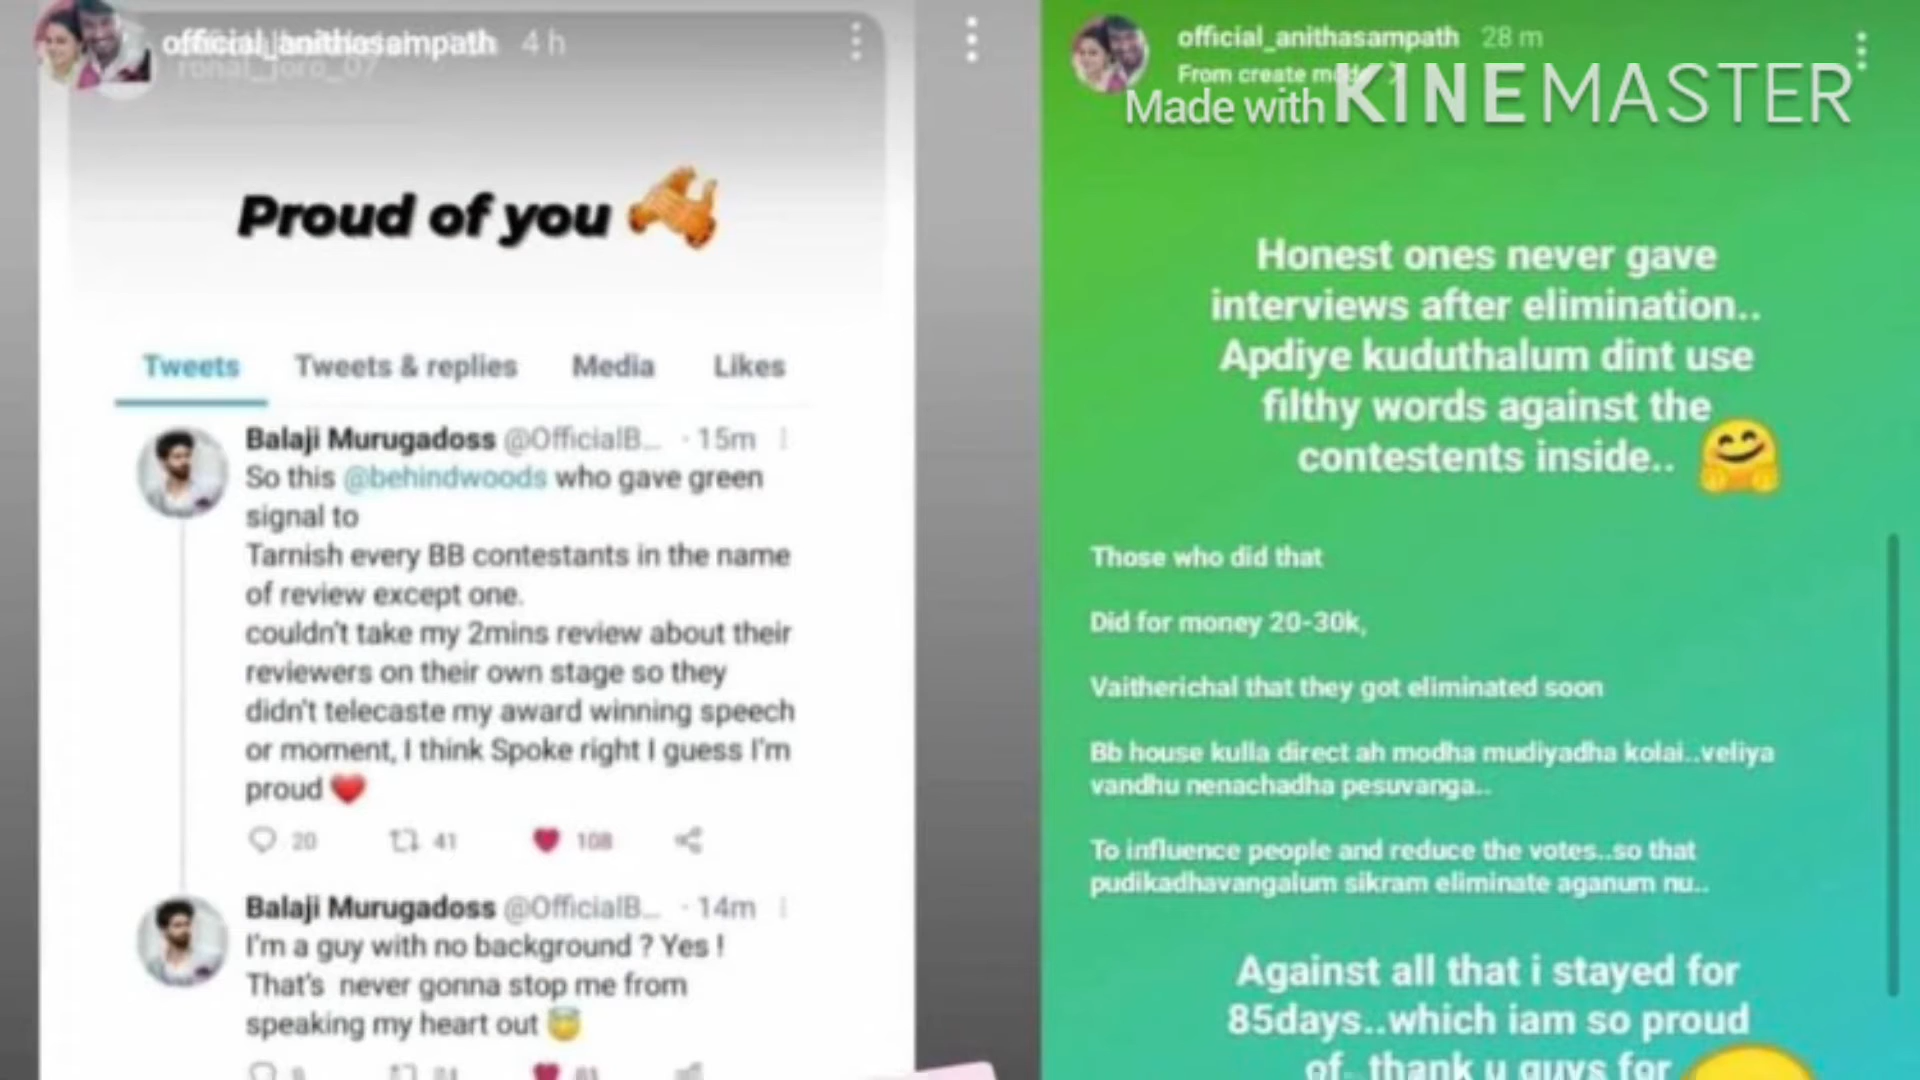 official_anithasampath 4h
Proud of you
Tweets Tweets & replies Media Likes
Balaji Murugadoss @OfficialB... · 15m
So this @behindwoods who gave green
signal to
Tarnish every BB contestants in the name
of review except one.
couldn't take my 2mins review about their
reviewers on their own stage so they
didn't telecaste my award winning speech
or moment, I think Spoke right I guess I'm
proud ❤️
20 41 108
Balaji Murugadoss @OfficialB... · 14m
I'm a guy with no background ? Yes !
That's never gonna stop me from
speaking my heart out 😇
official_anithasampath 28 m
From create mode
Made with KINEMASTER
Honest ones never gave
interviews after elimination..
Apdiye kuduthalum dint use
filthy words against the
contestents inside.. 🤗
Those who did that
Did for money 20-30k,
Vaitherichal that they got eliminated soon
Bb house kulla direct ah modha mudiyadha kolai..veliya
vandhu nenachadha pesuvanga..
To influence people and reduce the votes..so that
pudikadhavangalum sikram eliminate aganum nu..
Against all that i stayed for
85days..which iam so proud
of.. thank u guys for